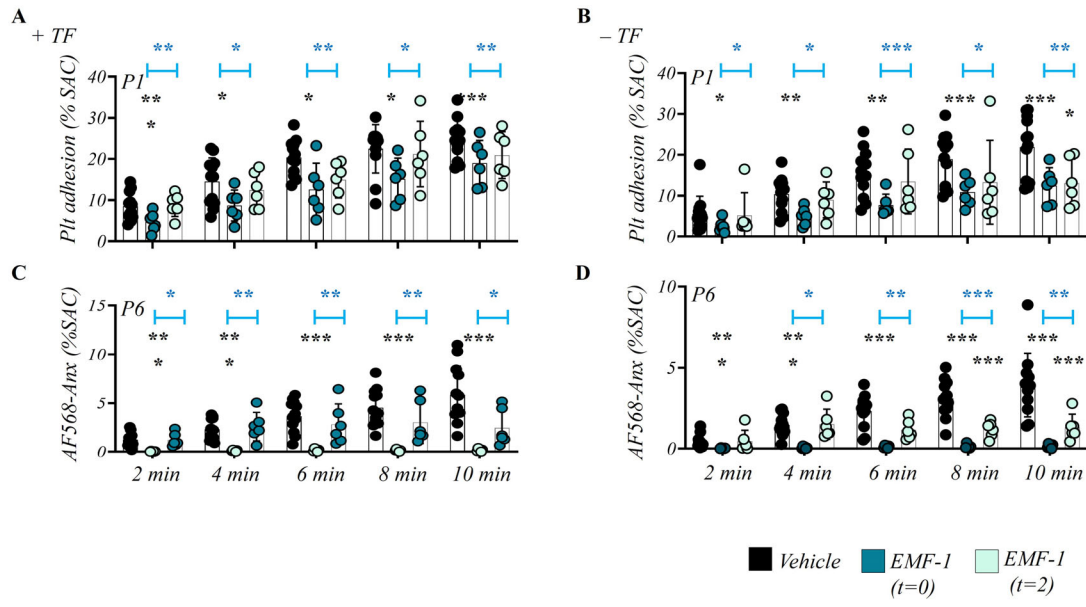 A
+ TF
** * ** * **
P1
Plt adhesion (% SAC)
40
30
20
10
0
**
*
*
*
*
***
B
– TF
* * *** * **
P1
Plt adhesion (% SAC)
40
30
20
10
0
*
**
**
***
***
*
C
* ** ** ** *
P6
AF568-Anx (%SAC)
15
10
5
0
**
*
**
*
***
***
***
2 min 4 min 6 min 8 min 10 min
D
* ** *** **
P6
AF568-Anx (%SAC)
10
5
0
**
*
**
*
***
***
***
***
***
2 min 4 min 6 min 8 min 10 min
Vehicle
EMF-1
(t=0)
EMF-1
(t=2)